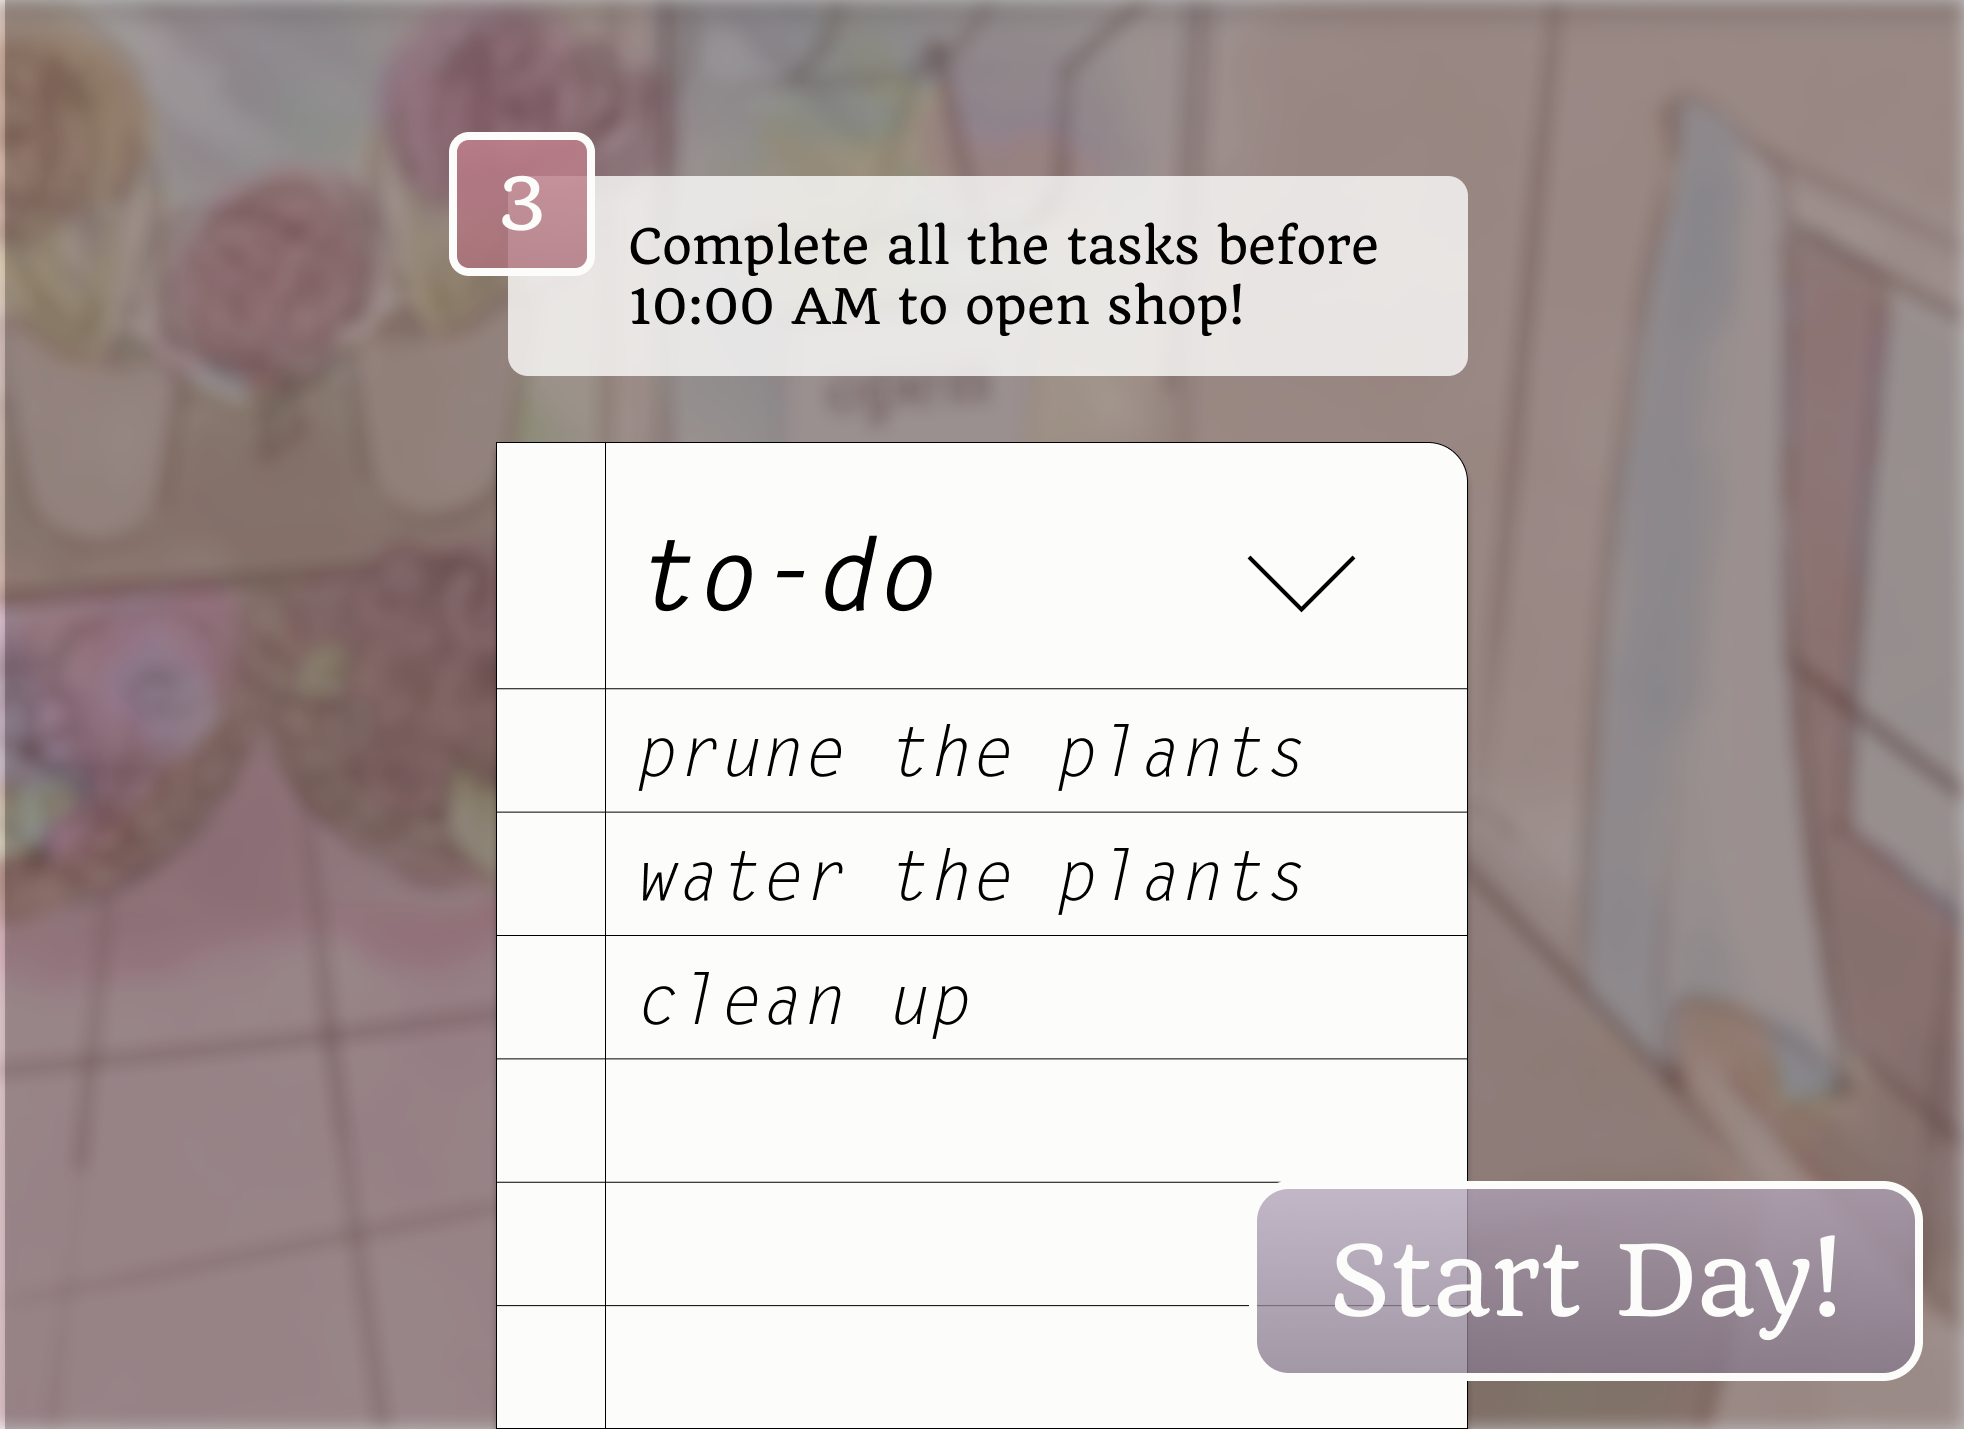 3
Complete all the tasks before
10:00 AM to open shop!
open
to-do
prune the plants
water the plants
clean up
Start Day!